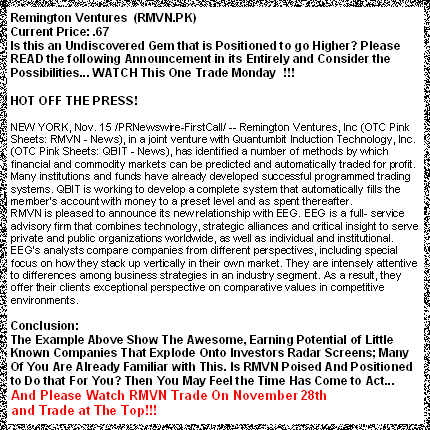 Remington Ventures (RMVN.PK)
Current Price: .67
Is this an Undiscovered Gem that is Positioned to go Higher? Please
READ the following Announcement in its Entirely and Consider the
Possibilities... WATCH This One Trade Monday !!!
HOT OFF THE PRESS!
NEW YORK, Nov. 15 /PRNewswire-FirstCall/ -- Remington Ventures, Inc (OTC Pink
Sheets: RMVN - News), in a joint venture with Quantumbit Induction Technology, Inc.
(OTC Pink Sheets: QBIT - News), has identified a number of methods by which
financial and commodity markets can be predicted and automatically traded for profit.
Many institutions and funds have already developed successful programmed trading
systems. QBIT is working to develop a complete system that automatically fills the
member's account with money to a preset level and as spent thereafter.
RMVN is pleased to announce its new relationship with EEG. EEG is a full- service
advisory firm that combines technology, strategic alliances and critical insight to serve
private and public organizations worldwide, as well as individual and institutional.
EEG's analysts compare companies from different perspectives, including special
focus on how they stack up vertically in their own market. They are intensely attentive
to differences among business strategies in an industry segment. As a result, they
offer their clients exceptional perspective on comparative values in competitive
environments.
Conclusion:
The Example Above Show The Awesome, Earning Potential of Little
Known Companies That Explode Onto Investors Radar Screens; Many
Of You Are Already Familiar with This. Is RMVN Poised And Positioned
to Do that For You? Then You May Feel the Time Has Come to Act...
And Please Watch RMVN Trade On November 28th
and Trade at The Top!!!